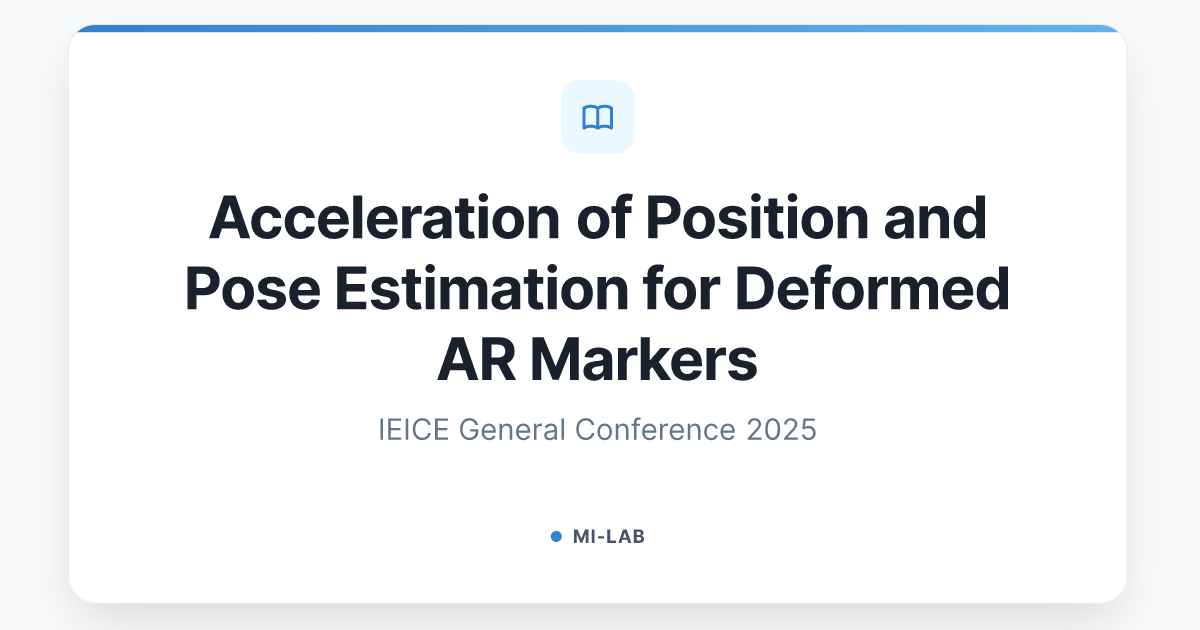 Acceleration of Position and
Pose Estimation for Deformed
AR Markers
IEICE General Conference 2025
MI-LAB